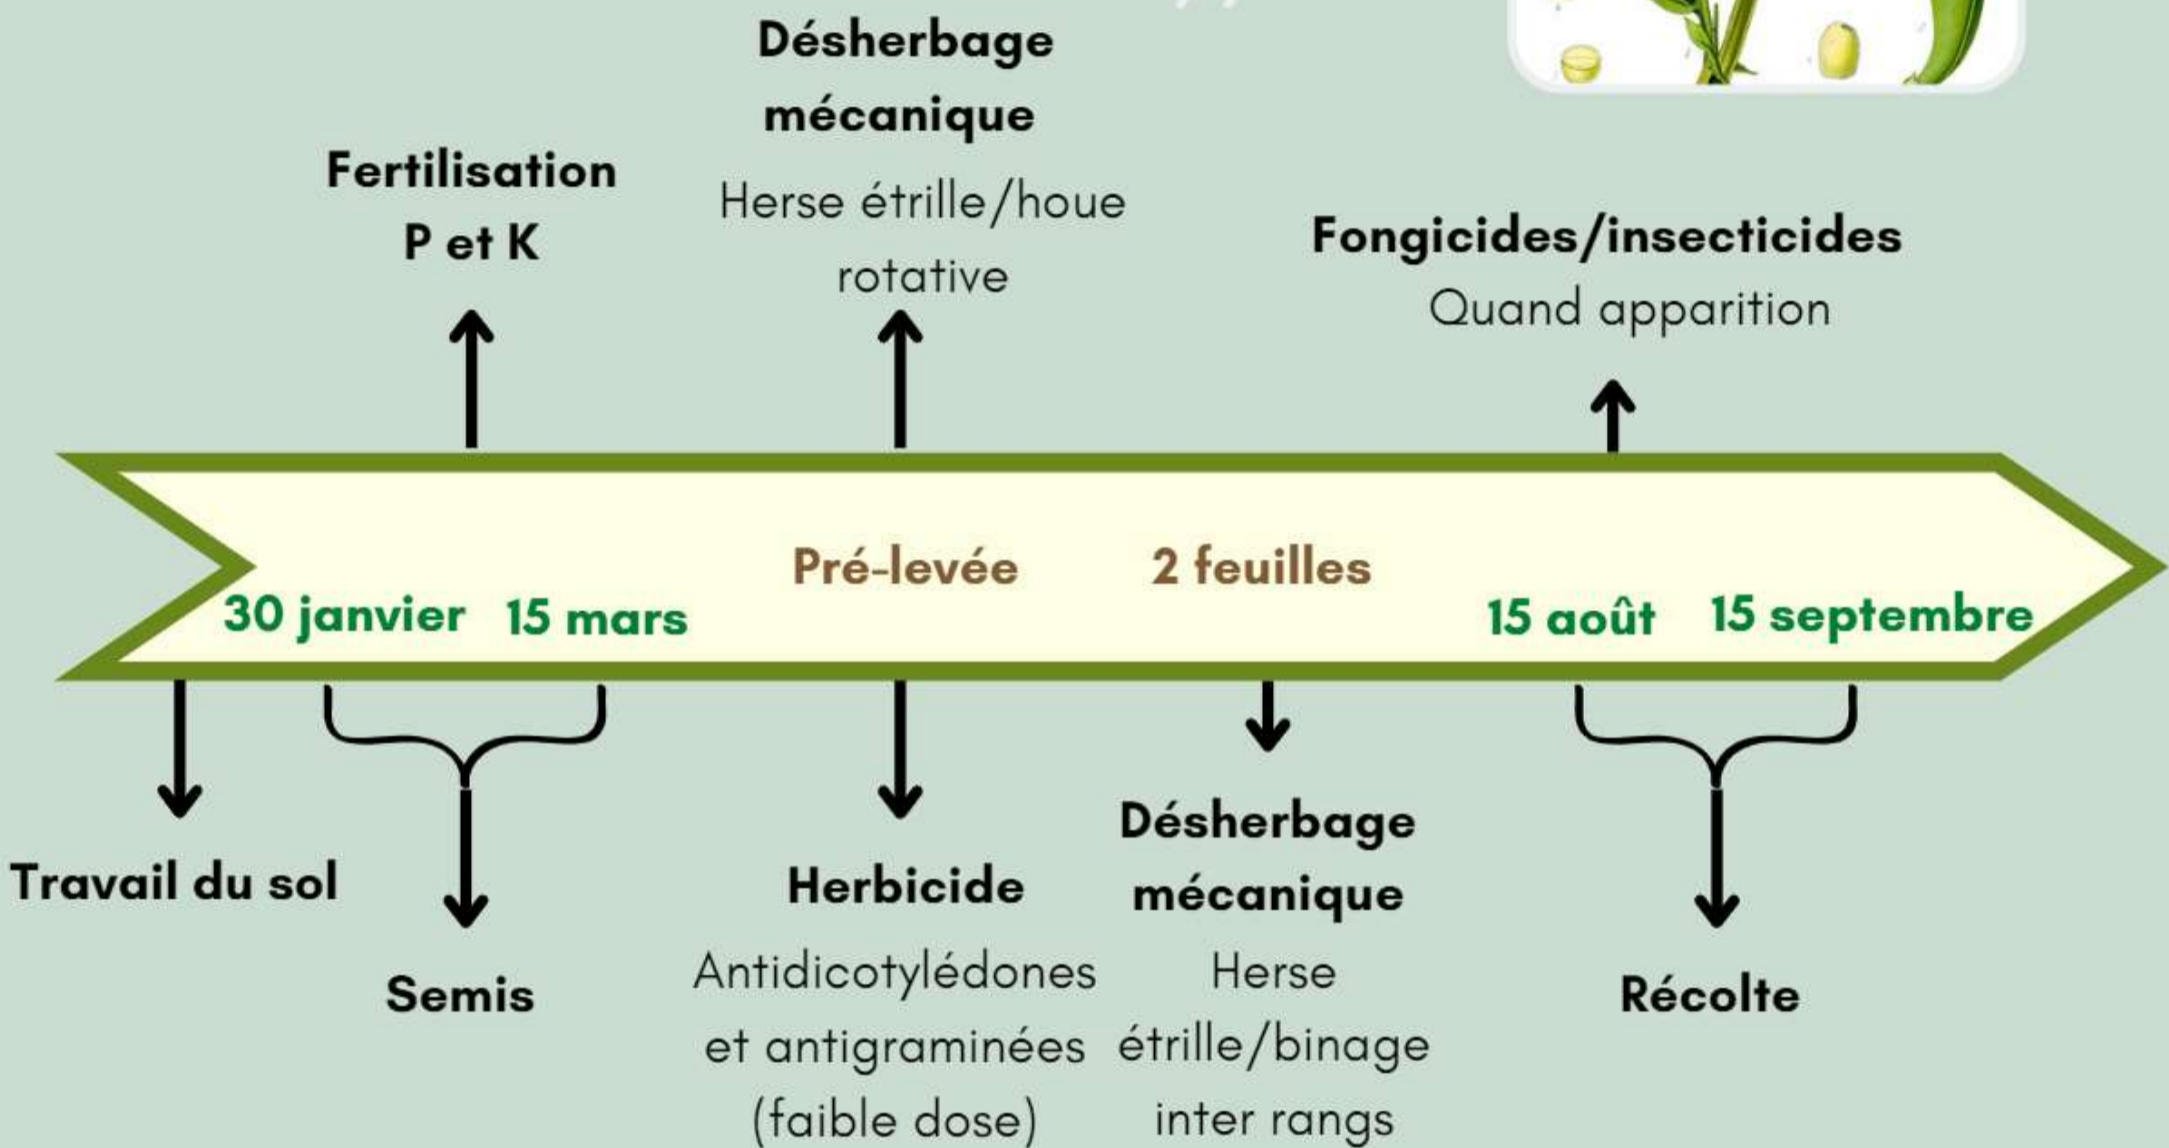 Désherbage
mécanique
Herse étrille/houe
rotative
Fertilisation
P et K
Fongicides/insecticides
Quand apparition
Pré-levée
2 feuilles
30 janvier
15 mars
15 août
15 septembre
Travail du sol
Semis
Herbicide
Antidicotylédones
et antigraminées
(faible dose)
Désherbage
mécanique
Herse
étrille/binage
inter rangs
Récolte